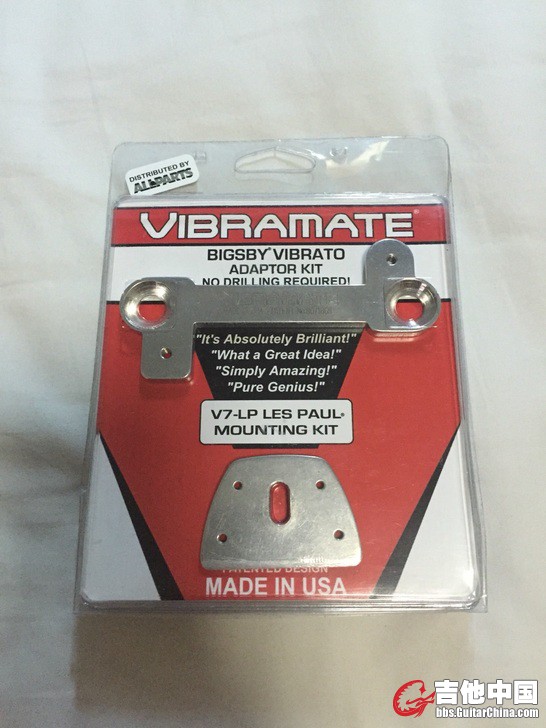 DISTRIBUTED BY
ALLPARTS
VIBRAMATE®
BIGSBY® VIBRATO
ADAPTOR KIT
NO DRILLING REQUIRED!
"It's Absolutely Brilliant!"
"What a Great Idea!"
"Simply Amazing!"
"Pure Genius!"
V7-LP LES PAUL®
MOUNTING KIT
PATENTED DESIGN
MADE IN USA
吉他中国
bbs.GuitarChina.com